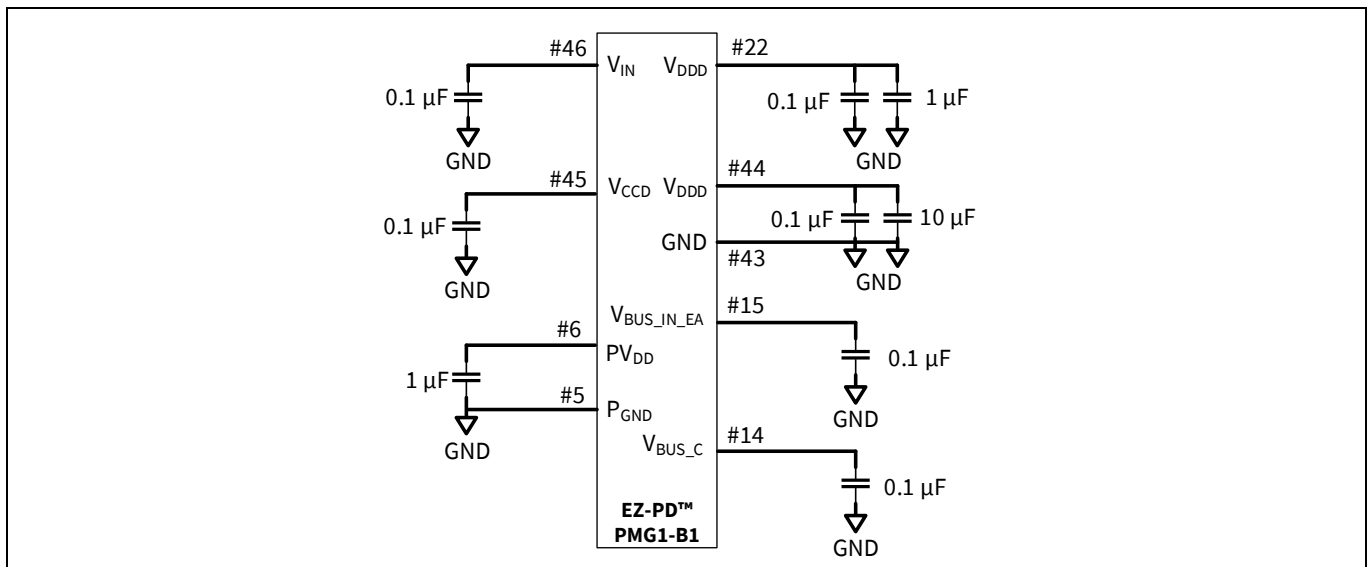 #46
V_IN
V_DDD
#22
0.1 µF
GND
0.1 µF
1 µF
GND
#45
V_CCD
V_DDD
#44
0.1 µF
GND
0.1 µF
10 µF
GND
GND
#43
V_BUS_IN_EA
#15
0.1 µF
GND
#6
PV_DD
1 µF
#5
P_GND
GND
V_BUS_C
#14
0.1 µF
GND
EZ-PD™
PMG1-B1